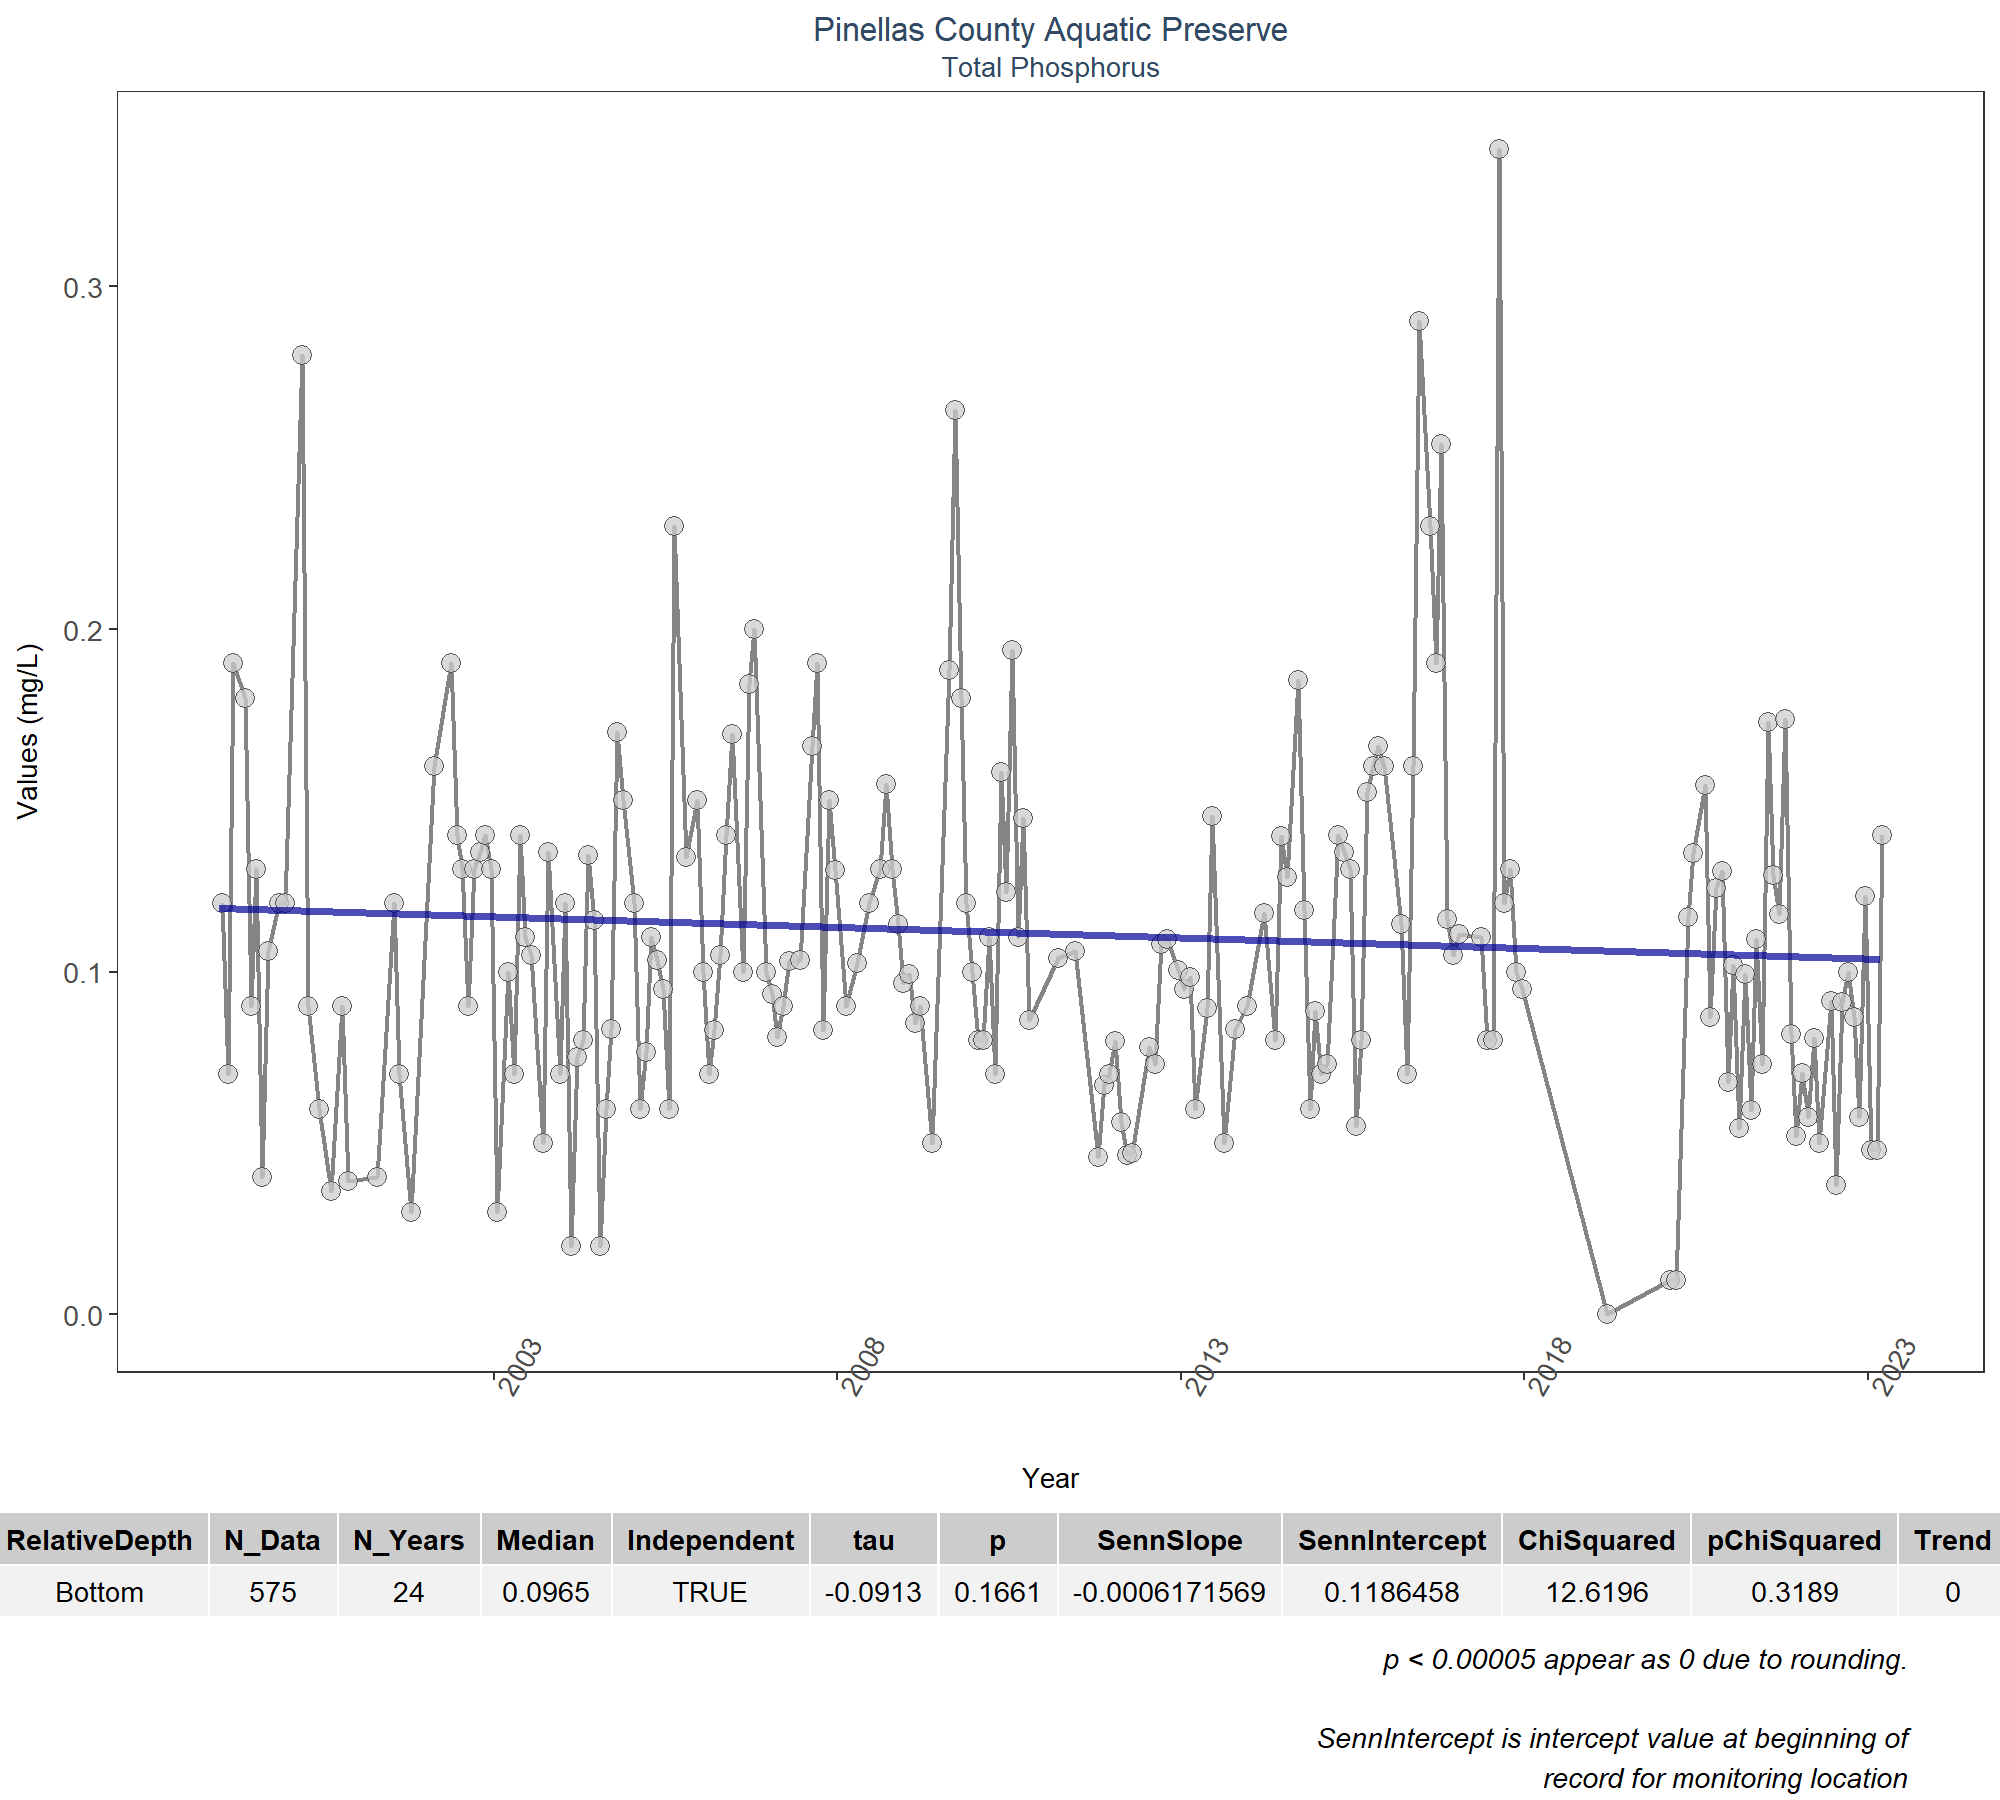 Pinellas County Aquatic Preserve
Total Phosphorus
Values (mg/L)
0.3
0.2
0.1
0.0
2003 2008 2013 2018 2023
Year
RelativeDepth N_Data N_Years Median Independent tau p SennSlope SennIntercept ChiSquared pChiSquared Trend
Bottom 575 24 0.0965 TRUE -0.0913 0.1661 -0.0006171569 0.1186458 12.6196 0.3189 0
p < 0.00005 appear as 0 due to rounding.
SennIntercept is intercept value at beginning of
record for monitoring location